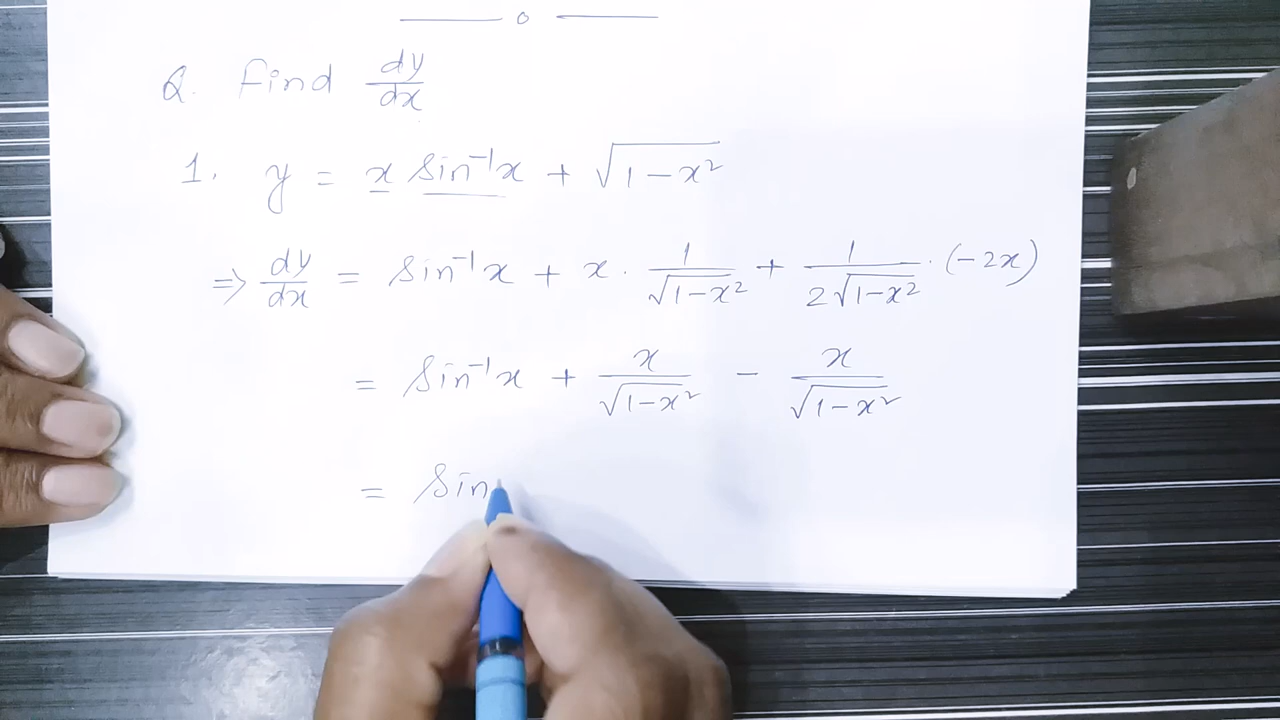 Q. Find dy/dx
1. y = x sin⁻¹x + √(1-x²)
⇒ dy/dx = sin⁻¹x + x · 1/√(1-x²) + 1/(2√(1-x²)) · (-2x)
= sin⁻¹x + x/√(1-x²) - x/√(1-x²)
= sin